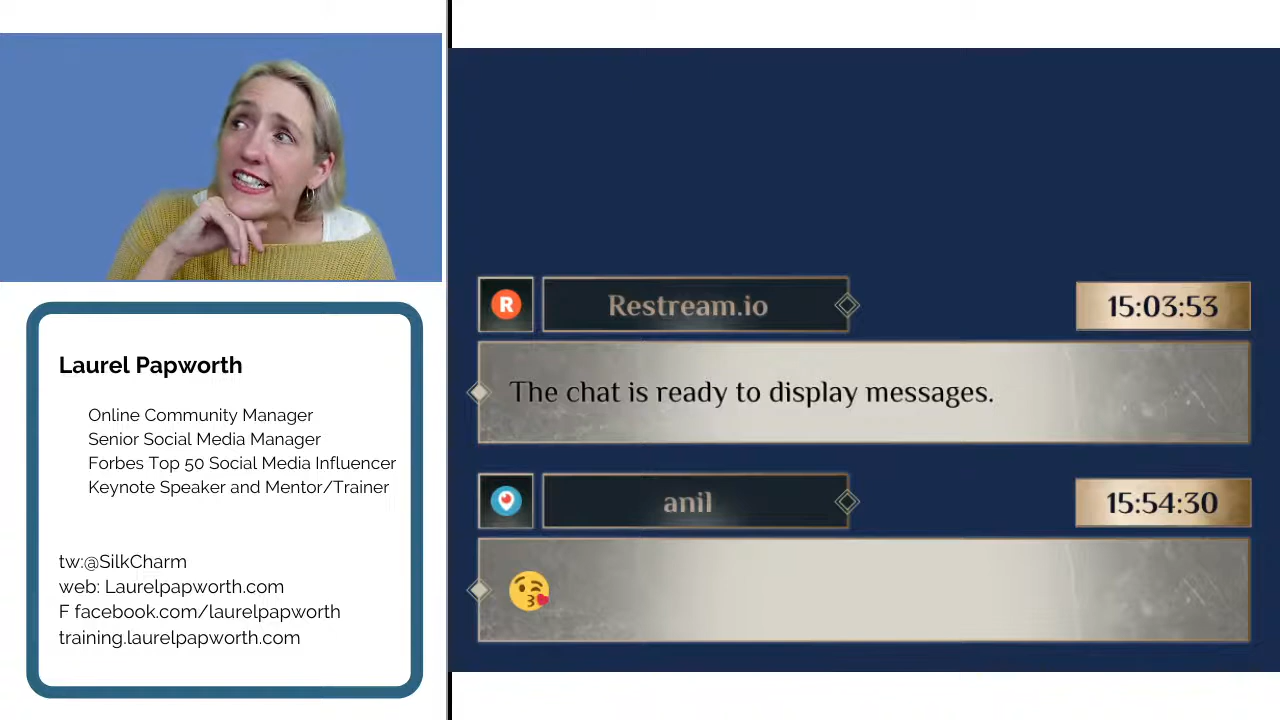 Laurel Papworth
Online Community Manager
Senior Social Media Manager
Forbes Top 50 Social Media Influencer
Keynote Speaker and Mentor/Trainer
tw:@SilkCharm
web: Laurelpapworth.com
F facebook.com/laurelpapworth
training.laurelpapworth.com
R Restream.io 15:03:53
The chat is ready to display messages.
anil 15:54:30
😘